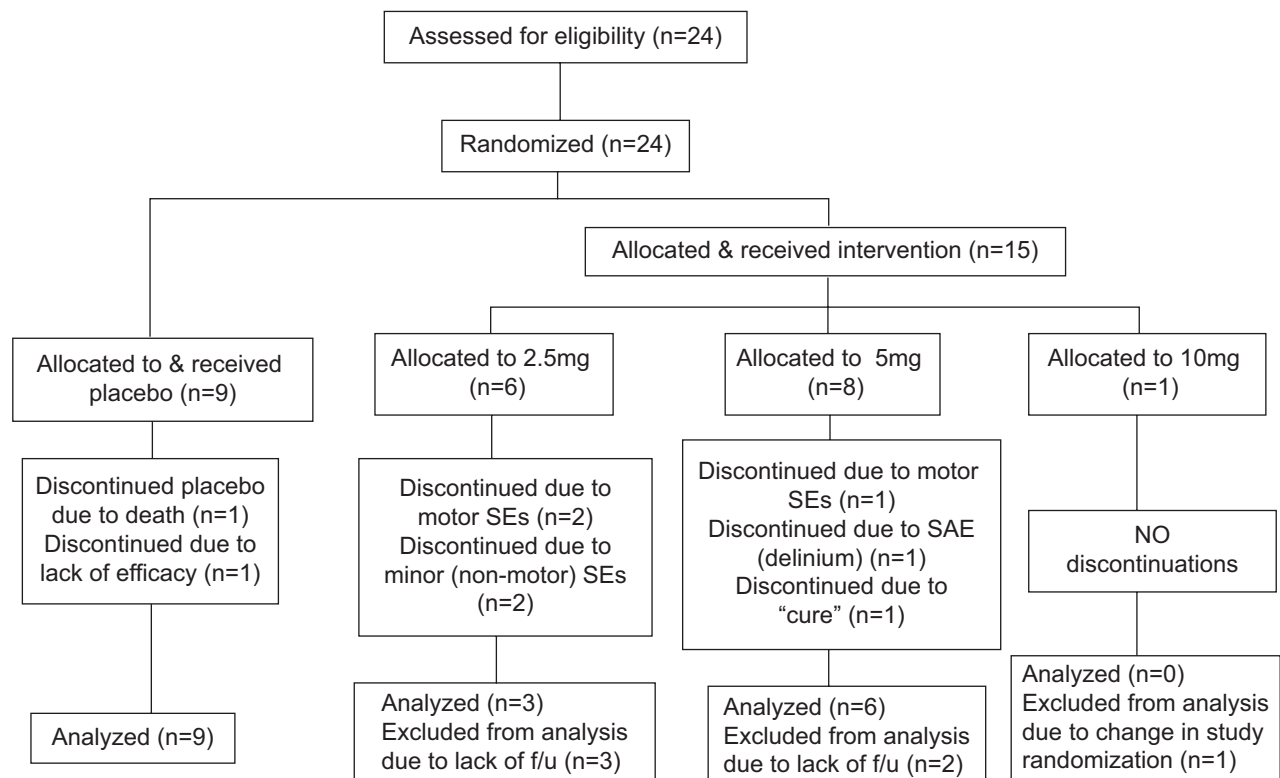 Assessed for eligibility (n=24)
Randomized (n=24)
Allocated & received intervention (n=15)
Allocated to & received
placebo (n=9)
Allocated to 2.5mg
(n=6)
Allocated to  5mg
(n=8)
Allocated to 10mg
(n=1)
Discontinued placebo
due to death (n=1)
Discontinued due to
lack of efficacy (n=1)
Discontinued due to
motor SEs (n=2)
Discontinued due to
minor (non-motor) SEs
(n=2)
Discontinued due to motor
SEs (n=1)
Discontinued due to SAE
(delinium) (n=1)
Discontinued due to
“cure” (n=1)
NO
discontinuations
Analyzed (n=9)
Analyzed (n=3)
Excluded from analysis
due to lack of f/u (n=3)
Analyzed (n=6)
Excluded from analysis
due to lack of f/u (n=2)
Analyzed (n=0)
Excluded from analysis
due to change in study
randomization (n=1)